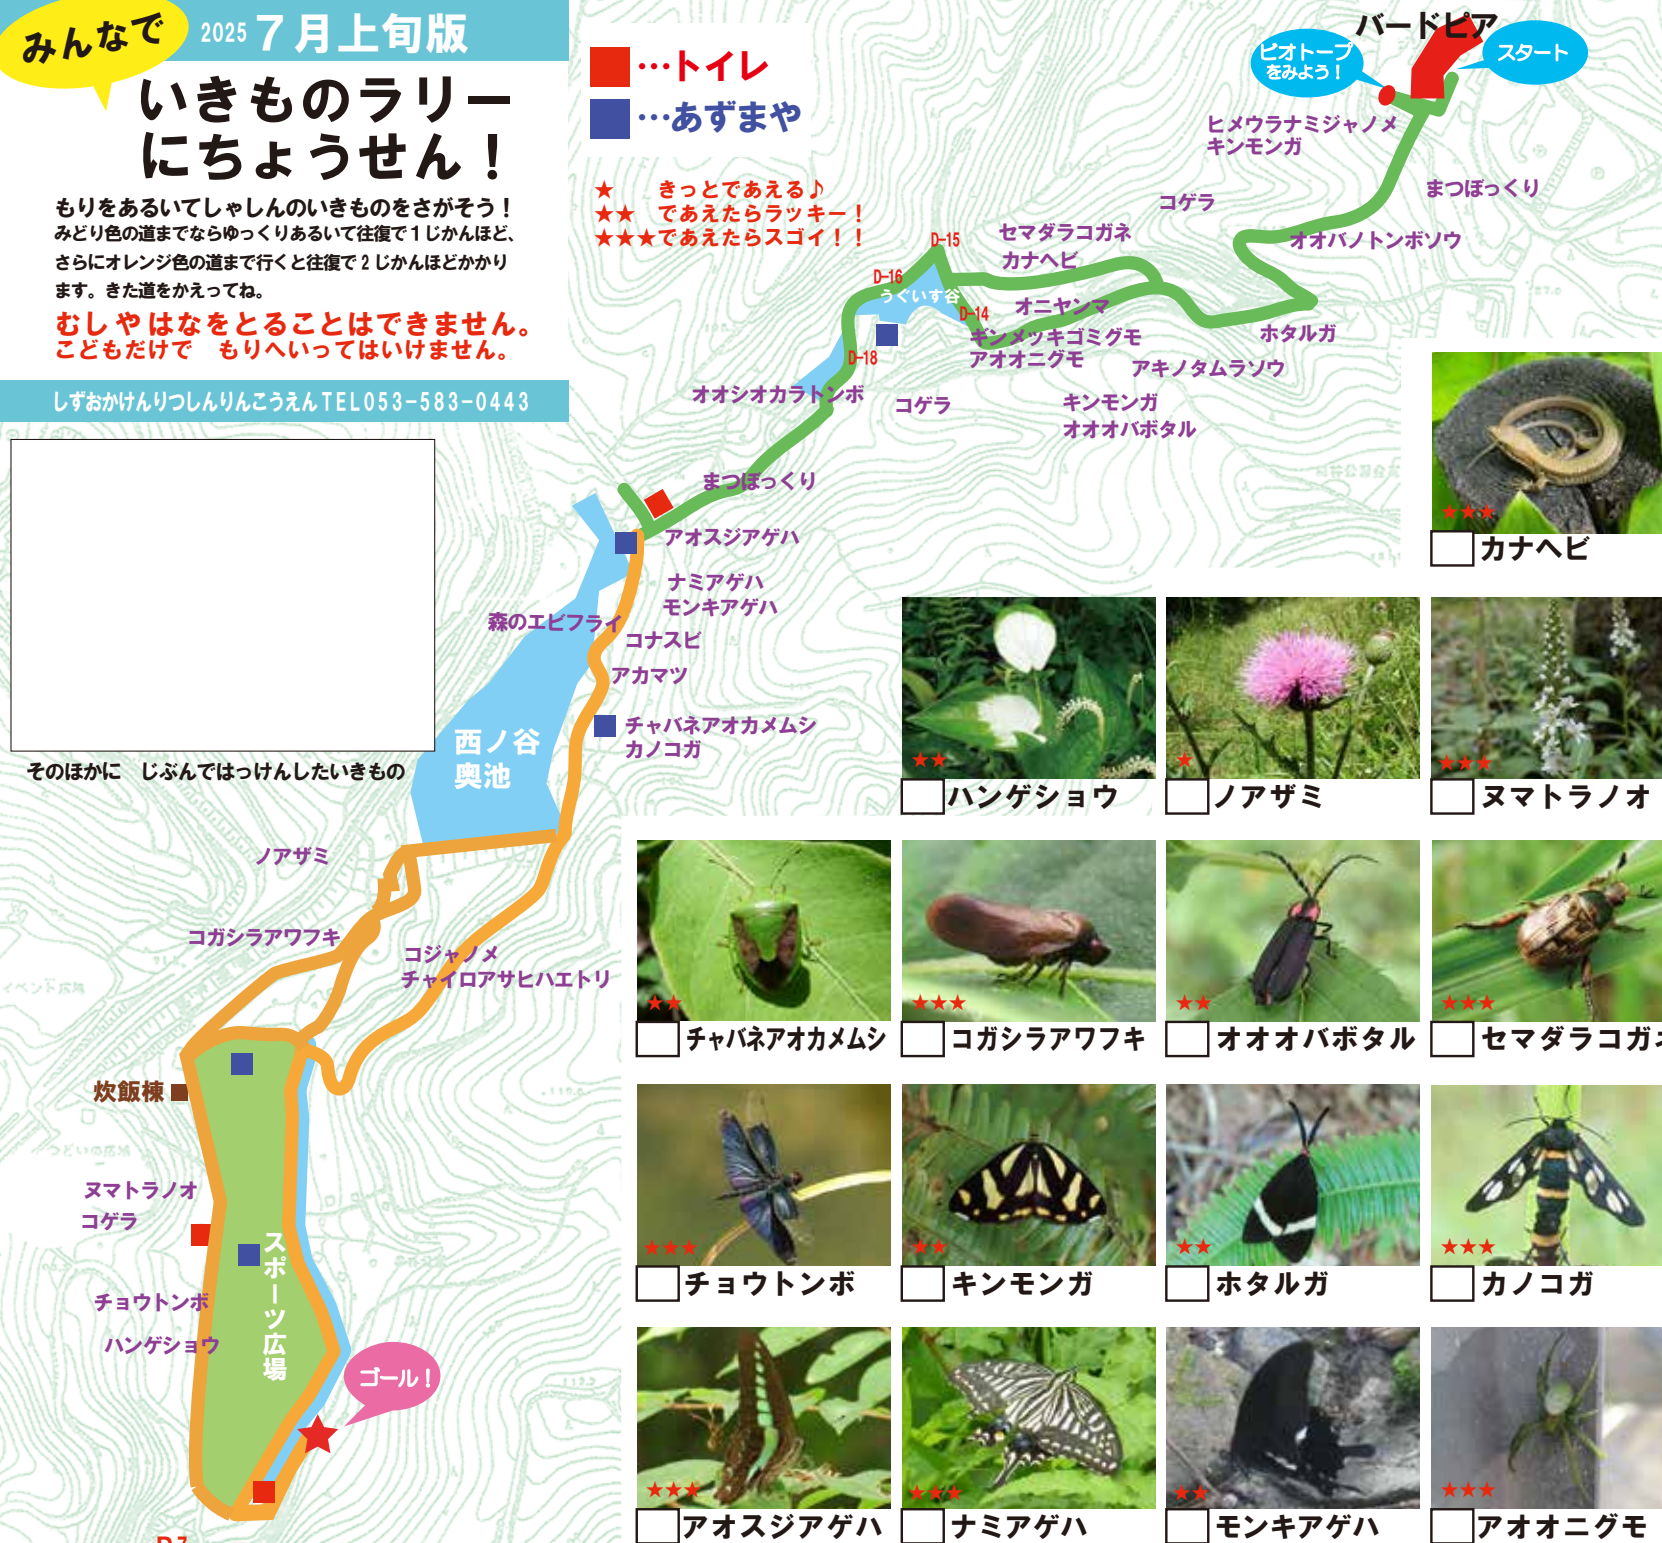 みんなで
2025 7月上旬版
いきものラリー
にちょうせん！
もりをあるいてしゃしんのいきものをさがそう！
みどり色の道までならゆっくりあるいて往復で１じかんほど、
さらにオレンジ色の道まで行くと往復で２じかんほどかかり
ます。きた道をかえってね。
むしやはなをとることはできません。
こどもだけで　もりへいってはいけません。
しずおかけんりつしんりんこうえんTEL053-583-0443
そのほかに　じぶんではっけんしたいきもの
…トイレ
…あずまや
★　きっとであえる♪
★★　であえたらラッキー！
★★★であえたらスゴイ！！
バードピア
ビオトープ
をみよう！
スタート
ヒメウラナミジャノメ
キンモンガ
まつぼっくり
コゲラ
オオバノトンボソウ
セマダラコガネ
カナヘビ
D-15
D-16
うぐいす谷
D-14
オニヤンマ
ギンメッキゴミグモ
アオオニグモ
ホタルガ
D-18
アキノタムラソウ
オオシオカラトンボ
コゲラ
キンモンガ
オオオバボタル
まつぼっくり
アオスジアゲハ
ナミアゲハ
モンキアゲハ
森のエビフライ
コナスビ
アカマツ
チャバネアオカメムシ
カノコガ
西ノ谷
奥池
ノアザミ
コガシラアワフキ
コジャノメ
チャイロアサヒハエトリ
イベント広場
炊飯棟
つどいの広場
ヌマトラノオ
コゲラ
スポーツ広場
チョウトンボ
ハンゲショウ
ゴール！
★★★
カナヘビ
★★
ハンゲショウ
★
ノアザミ
★★★
ヌマトラノオ
★★
チャバネアオカメムシ
★★★
コガシラアワフキ
★★
オオオバボタル
★★★
セマダラコガネ
★★★
チョウトンボ
★★
キンモンガ
★★
ホタルガ
★★★
カノコガ
★★★
アオスジアゲハ
★★★
ナミアゲハ
★★
モンキアゲハ
★★★
アオオニグモ